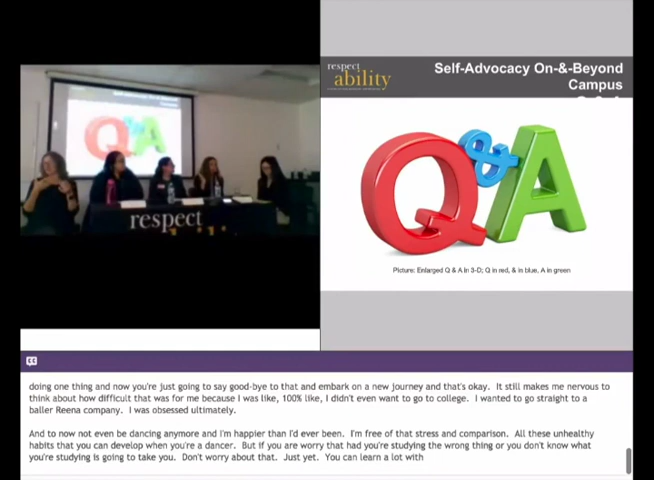 respect
ability
Self-Advocacy On-&-Beyond
Campus
Q&A
Q&A
Picture: Enlarged Q & A In 3-D; Q in red, & in blue, A in green
respect
doing one thing and now you're just going to say good-bye to that and embark on a new journey and that's okay.  It still makes me nervous to
think about how difficult that was for me because I was like, 100% like, I didn't even want to go to college.  I wanted to go straight to a
baller Reena company.  I was obsessed ultimately.
And to now not even be dancing anymore and I'm happier than I'd ever been.  I'm free of that stress and comparison.  All these unhealthy
habits that you can develop when you're a dancer.  But if you are worry that had you're studying the wrong thing or you don't know what
you're studying is going to take you.  Don't worry about that.  Just yet.  You can learn a lot with